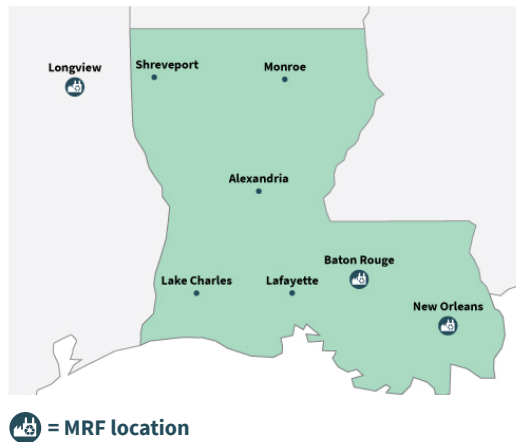 Longview
Shreveport
Monroe
Alexandria
Baton Rouge
Lake Charles
Lafayette
New Orleans
= MRF location